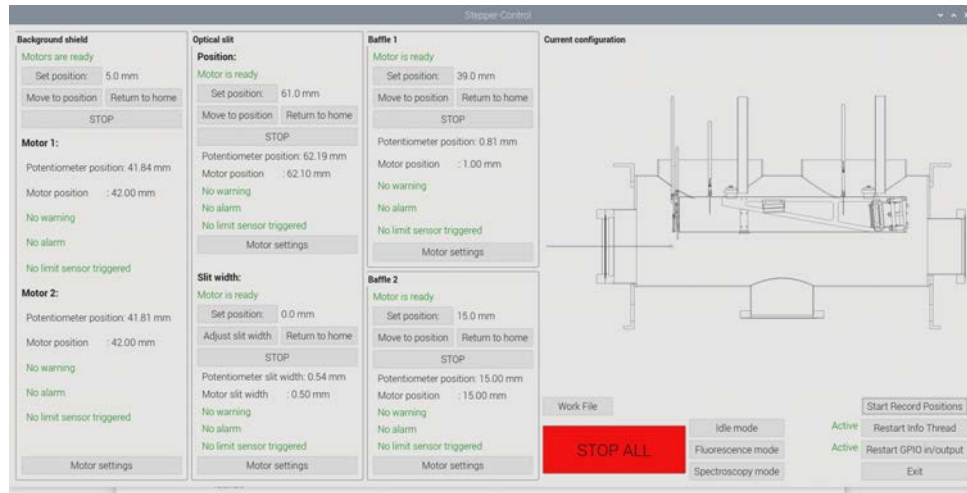 Stepper-Control
Background shield
Motors are ready
Set position: 5.0 mm
Move to position Return to home
STOP
Motor 1:
Potentiometer position: 41.84 mm
Motor position : 42.00 mm
No warning
No alarm
No limit sensor triggered
Motor 2:
Potentiometer position: 41.81 mm
Motor position : 42.00 mm
No warning
No alarm
No limit sensor triggered
Motor settings
Optical slit
Position:
Motor is ready
Set position: 61.0 mm
Move to position Return to home
STOP
Potentiometer position: 62.19 mm
Motor position : 62.10 mm
No warning
No alarm
No limit sensor triggered
Motor settings
Slit width:
Motor is ready
Set position: 0.0 mm
Adjust slit width Return to home
STOP
Potentiometer slit width: 0.54 mm
Motor slit width : 0.50 mm
No warning
No alarm
No limit sensor triggered
Motor settings
Baffle 1
Motor is ready
Set position: 39.0 mm
Move to position Return to home
STOP
Potentiometer position: 0.81 mm
Motor position : 1.00 mm
No warning
No alarm
No limit sensor triggered
Motor settings
Baffle 2
Motor is ready
Set position: 15.0 mm
Move to position Return to home
STOP
Potentiometer position: 15.00 mm
Motor position : 15.00 mm
No warning
No alarm
No limit sensor triggered
Motor settings
Current configuration
Work File
STOP ALL
Idle mode
Fluorescence mode
Spectroscopy mode
Start Record Positions
Active Restart Info Thread
Active Restart GPIO in/output
Exit